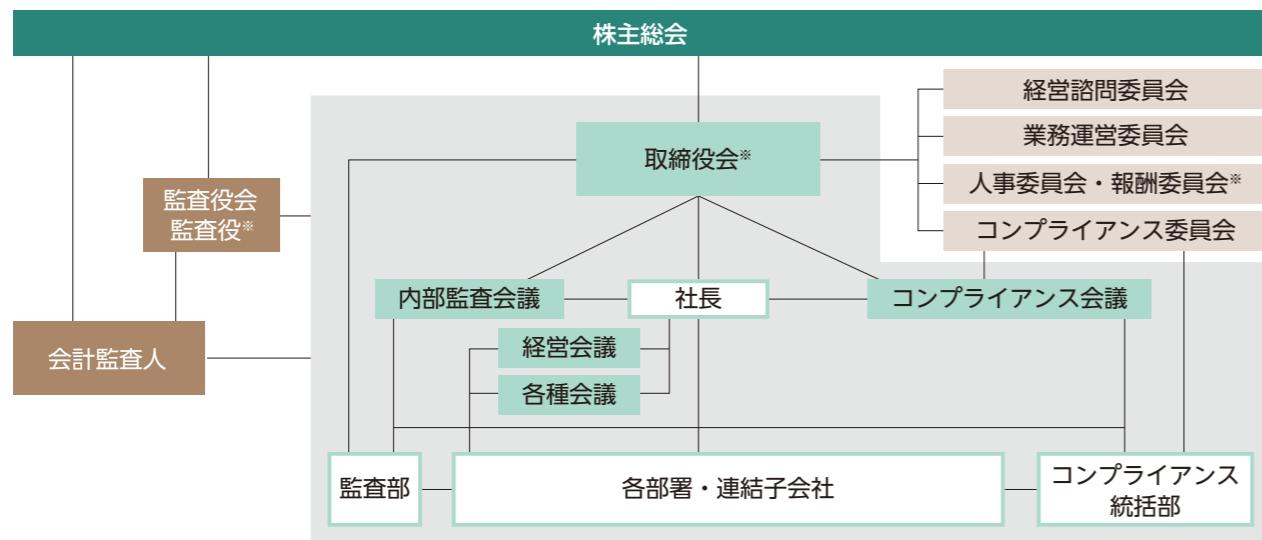 株主総会
経営諮問委員会
業務運営委員会
取締役会※
人事委員会・報酬委員会※
監査役会
監査役※
コンプライアンス委員会
内部監査会議
社長
コンプライアンス会議
経営会議
会計監査人
各種会議
監査部
各部署・連結子会社
コンプライアンス
統括部